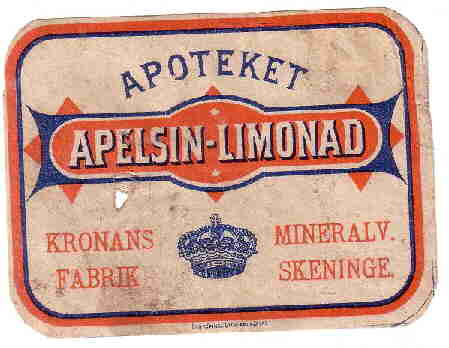 APOTEKET
APELSIN-LIMONAD
KRONANS MINERALV.
FABRIK SKENINGE.